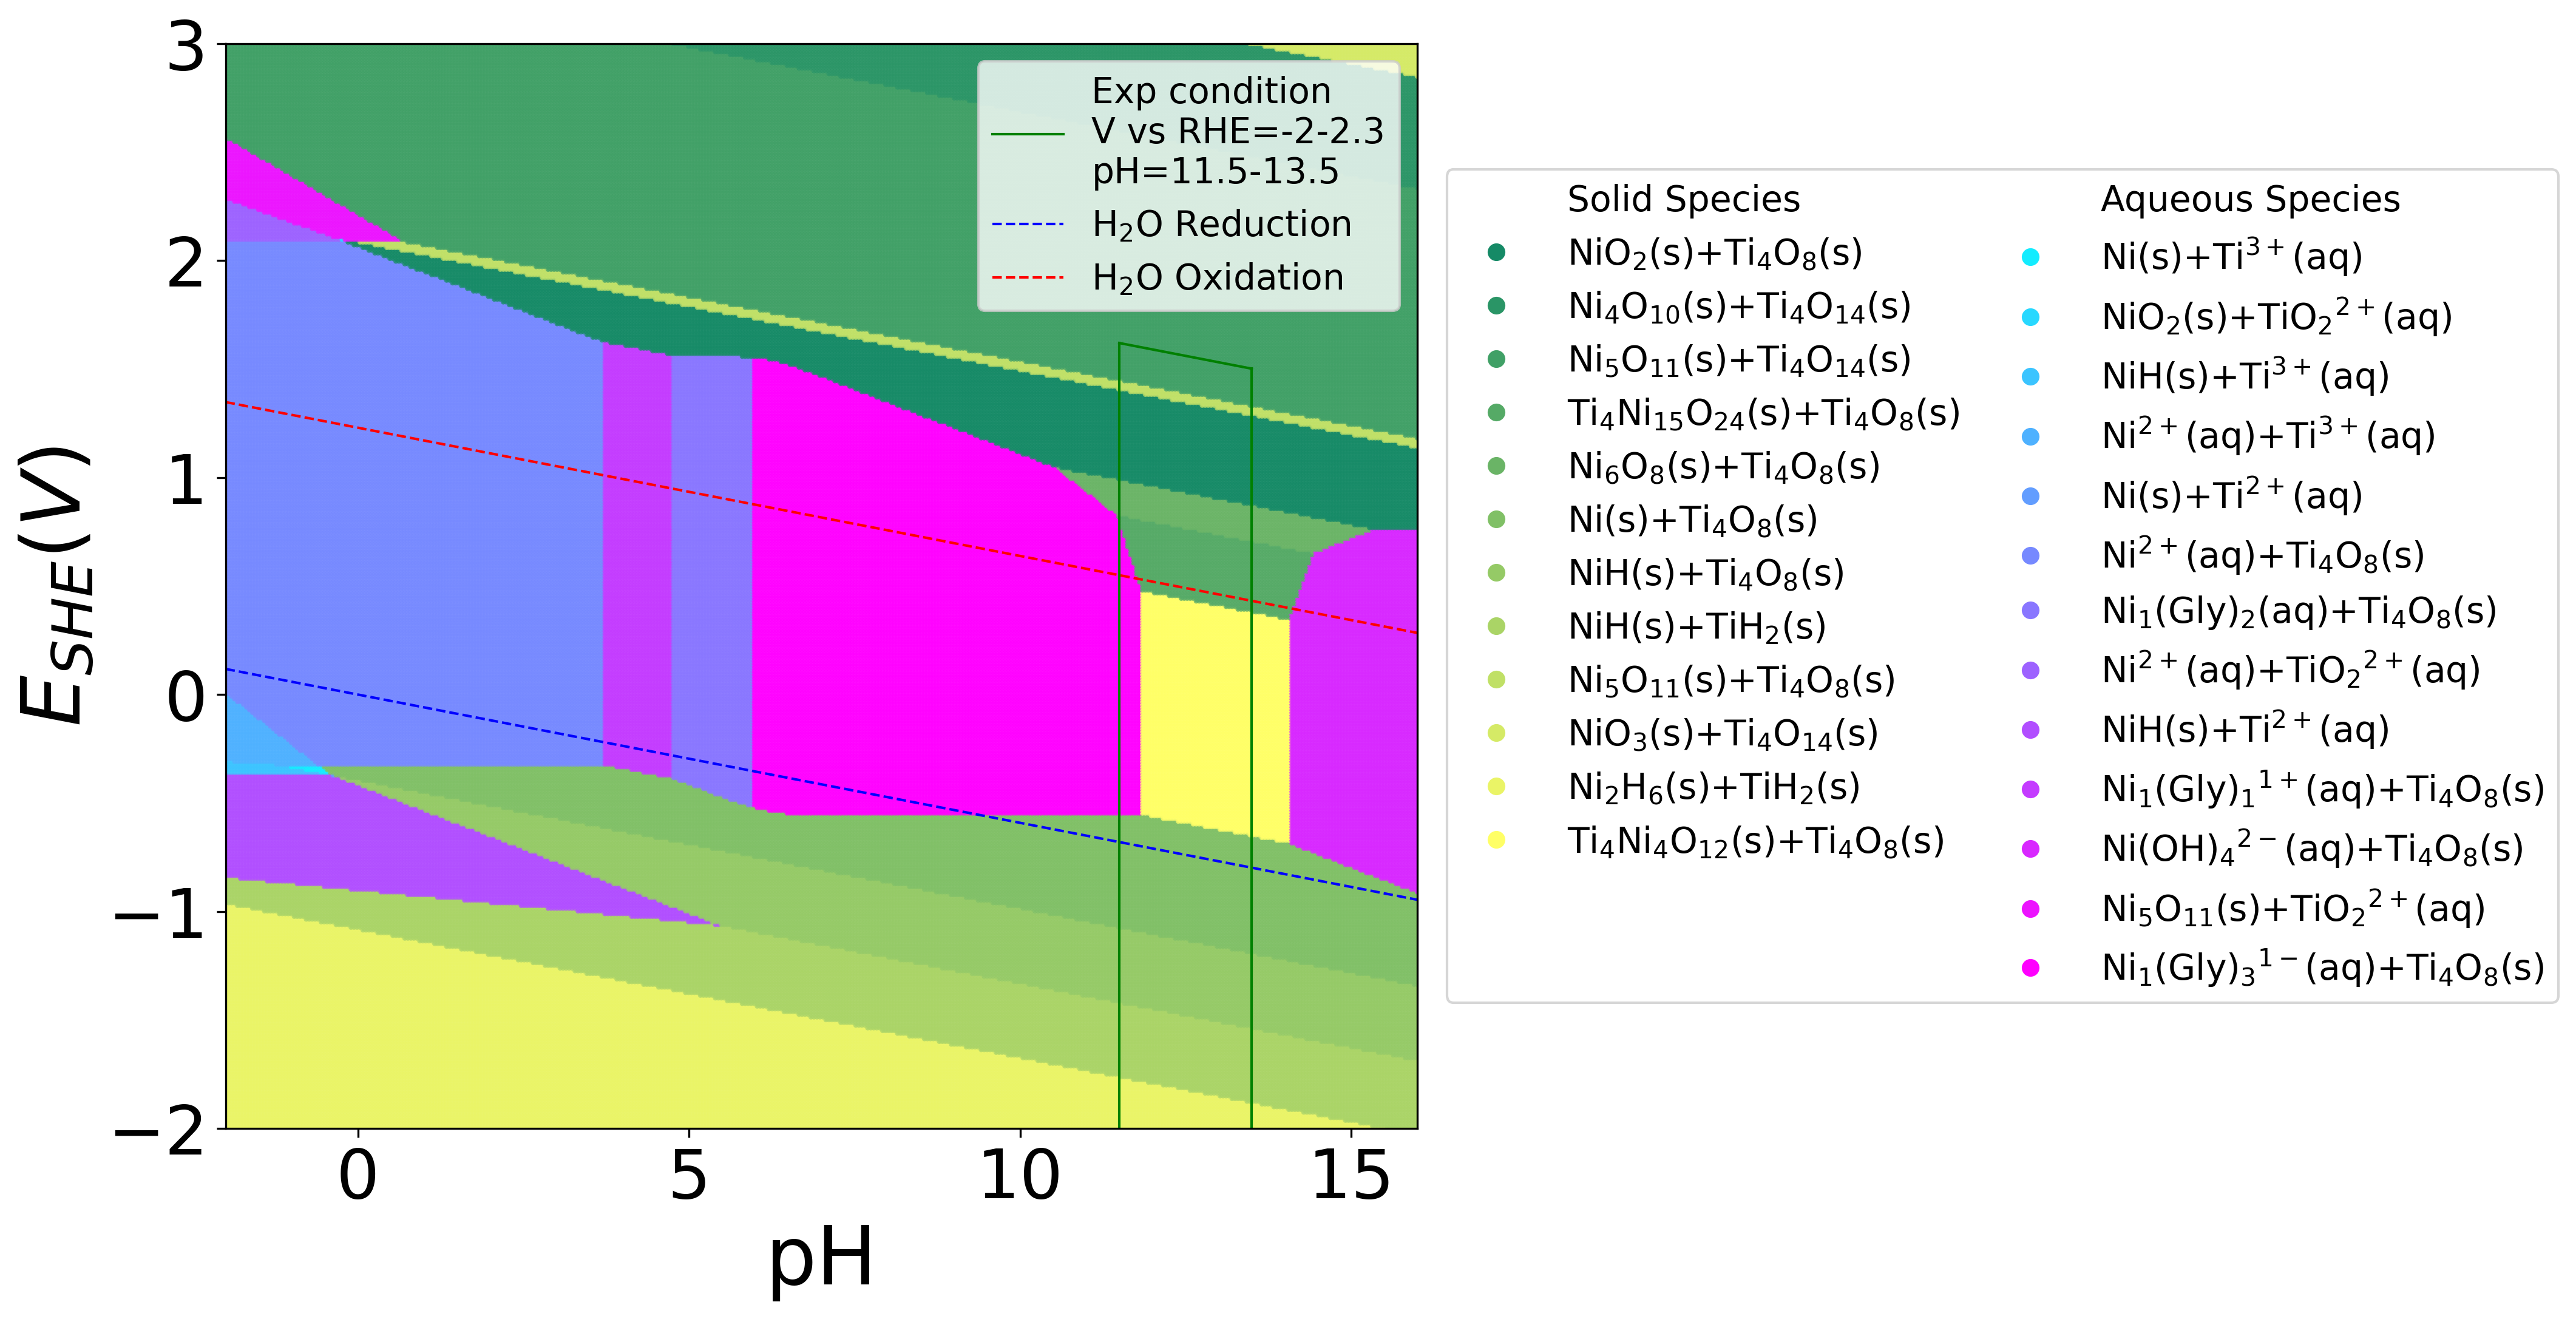 3
2
1
0
−1
−2
E_{SHE}(V)
0
5
10
15
pH
Exp condition
V vs RHE=-2-2.3
pH=11.5-13.5
H₂O Reduction
H₂O Oxidation
Solid Species
NiO₂(s)+Ti₄O₈(s)
Ni₄O₁₀(s)+Ti₄O₁₄(s)
Ni₅O₁₁(s)+Ti₄O₁₄(s)
Ti₄Ni₁₅O₂₄(s)+Ti₄O₈(s)
Ni₆O₈(s)+Ti₄O₈(s)
Ni(s)+Ti₄O₈(s)
NiH(s)+Ti₄O₈(s)
NiH(s)+TiH₂(s)
Ni₅O₁₁(s)+Ti₄O₈(s)
NiO₃(s)+Ti₄O₁₄(s)
Ni₂H₆(s)+TiH₂(s)
Ti₄Ni₄O₁₂(s)+Ti₄O₈(s)
Aqueous Species
Ni(s)+Ti³⁺(aq)
NiO₂(s)+TiO₂²⁺(aq)
NiH(s)+Ti³⁺(aq)
Ni²⁺(aq)+Ti³⁺(aq)
Ni(s)+Ti²⁺(aq)
Ni²⁺(aq)+Ti₄O₈(s)
Ni₁(Gly)₂(aq)+Ti₄O₈(s)
Ni²⁺(aq)+TiO₂²⁺(aq)
NiH(s)+Ti²⁺(aq)
Ni₁(Gly)₁¹⁺(aq)+Ti₄O₈(s)
Ni(OH)₄²⁻(aq)+Ti₄O₈(s)
Ni₅O₁₁(s)+TiO₂²⁺(aq)
Ni₁(Gly)₃¹⁻(aq)+Ti₄O₈(s)